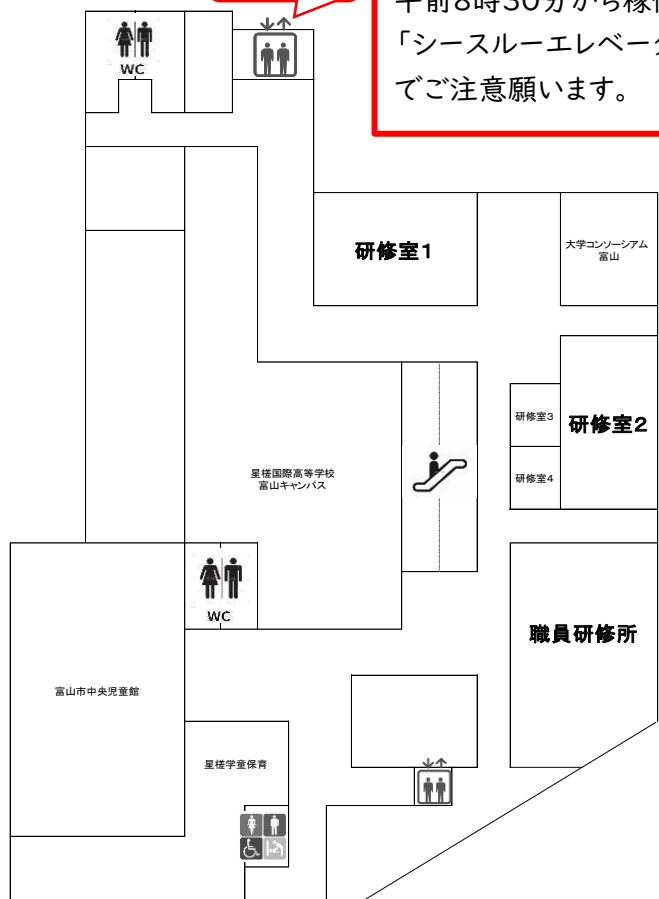 午前8時30分から稼
「シースルーエレベー
でご注意願います。
WC
研修室1
大学コンソーシアム
富山
研修室3
研修室2
研修室4
星槎国際高等学校
富山キャンパス
WC
職員研修所
富山市中央児童館
星槎学童保育